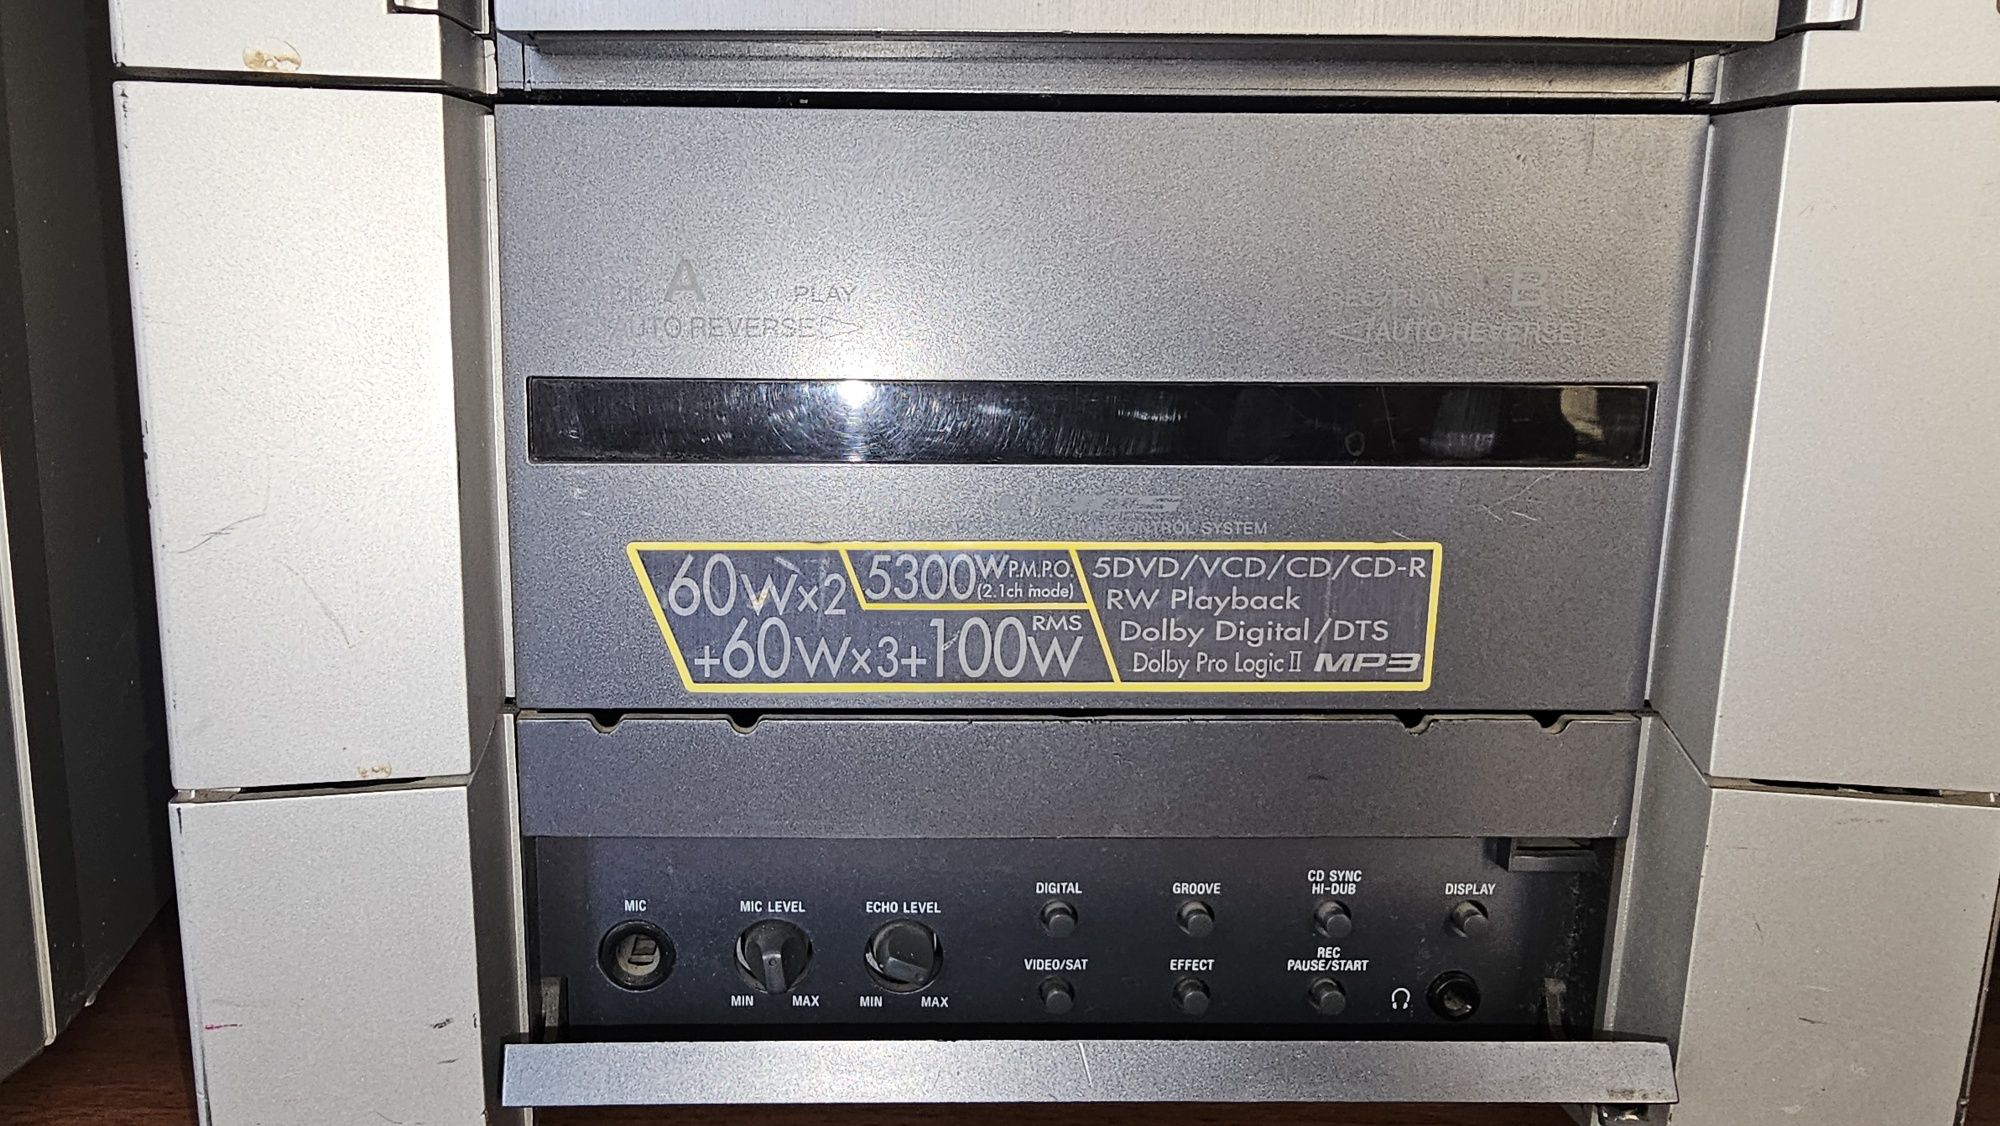 A
PLAY
AUTO REVERSE
REC/PLAY
B
AUTO REVERSE
CONTROL SYSTEM
60W×2
5300W P.M.P.O.
(2.1ch mode)
+60W×3+100W RMS
5DVD/VCD/CD/CD-R
RW Playback
Dolby Digital/DTS
Dolby Pro Logic II MP3
MIC
MIC LEVEL
MIN
MAX
ECHO LEVEL
MIN
MAX
DIGITAL
GROOVE
CD SYNC
HI-DUB
DISPLAY
VIDEO/SAT
EFFECT
REC
PAUSE/START